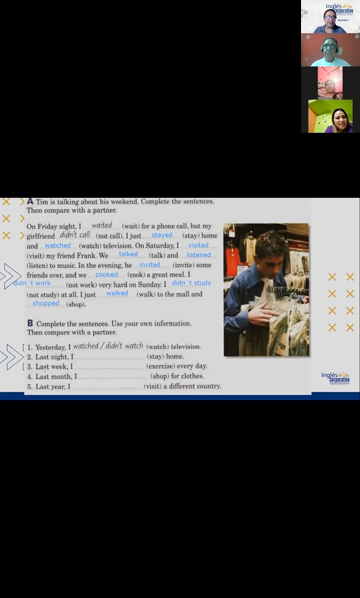 Inglés
Corporative
A Tim is talking about his weekend. Complete the sentences.
Then compare with a partner.
On Friday night, I waited (wait) for a phone call, but my
girlfriend didn't call (not call). I just stayed (stay) home
and watched (watch) television. On Saturday, I visited
(visit) my friend Frank. We talked (talk) and listened
(listen) to music. In the evening, he invited (invite) some
friends over, and we cooked (cook) a great meal. I
didn´t work (not work) very hard on Sunday. I didn´t study
(not study) at all. I just walked (walk) to the mall and
shopped (shop).
B Complete the sentences. Use your own information.
Then compare with a partner.
1. Yesterday, I watched / didn't watch (watch) television.
2. Last night, I (stay) home.
3. Last week, I (exercise) every day.
4. Last month, I (shop) for clothes.
5. Last year, I (visit) a different country.
Inglés
Corporative